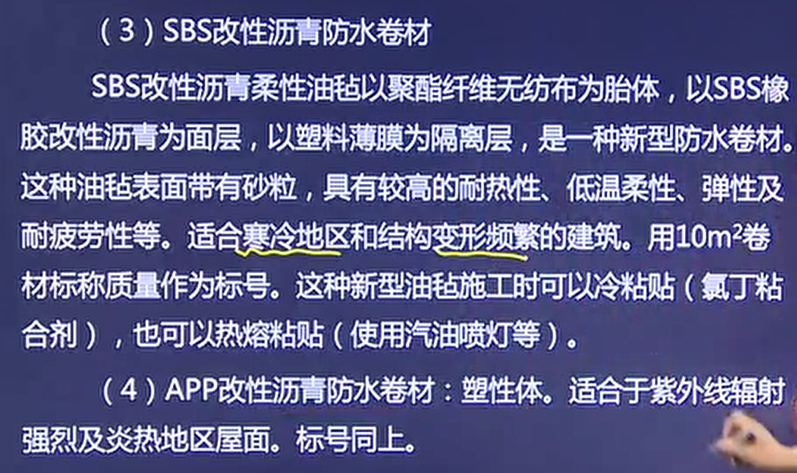 （3）SBS改性沥青防水卷材
SBS改性沥青柔性油毡以聚酯纤维无纺布为胎体，以SBS橡
胶改性沥青为面层，以塑料薄膜为隔离层，是一种新型防水卷材。
这种油毡表面带有砂粒，具有较高的耐热性、低温柔性、弹性及
耐疲劳性等。适合寒冷地区和结构变形频繁的建筑。用10m²卷
材标称质量作为标号。这种新型油毡施工时可以冷粘贴（氯丁粘
合剂），也可以热熔粘贴（使用汽油喷灯等）。
（4）APP改性沥青防水卷材：塑性体。适合于紫外线辐射
强烈及炎热地区屋面。标号同上。